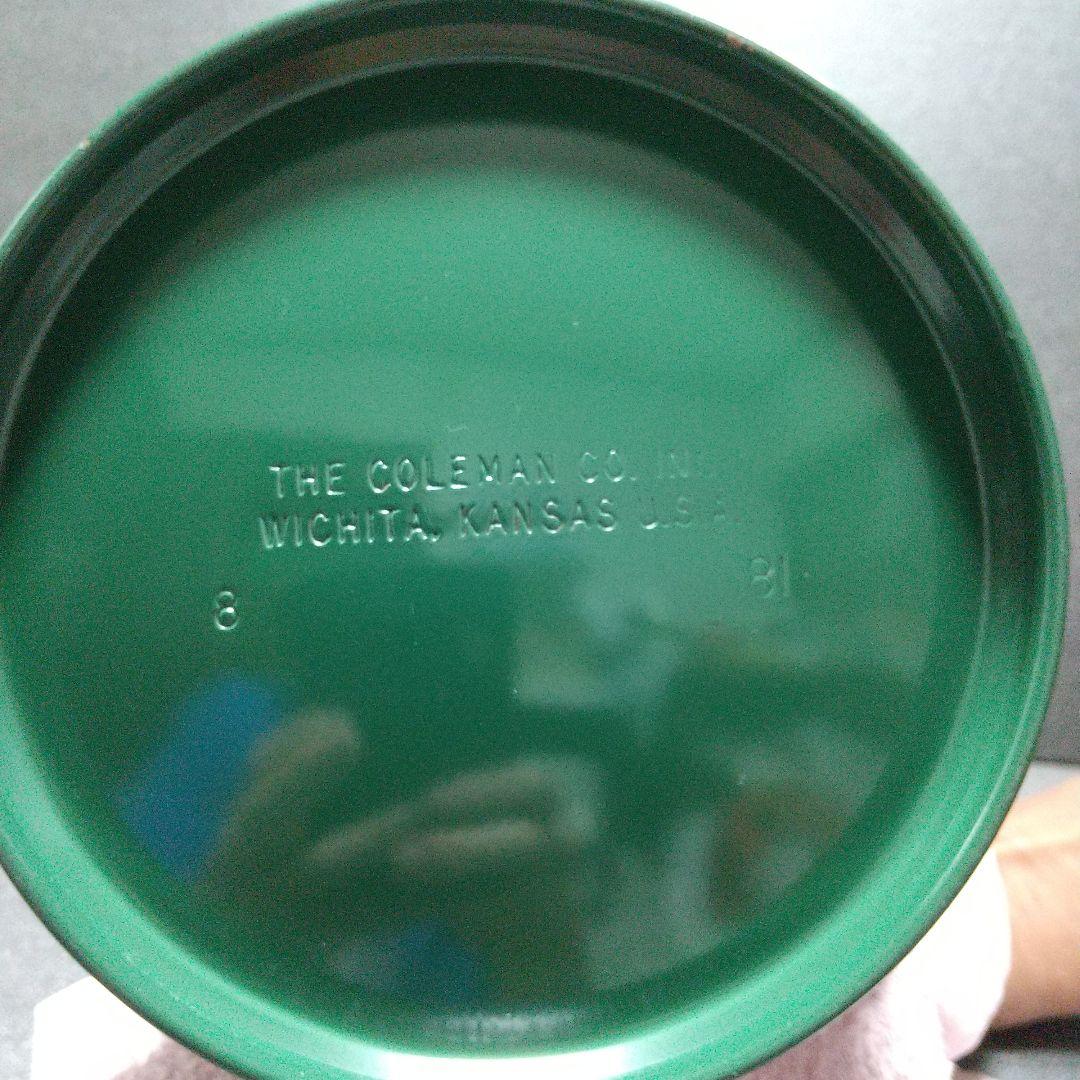 THE COLEMAN CO. INC.
WICHITA, KANSAS U.S.A.
8 81